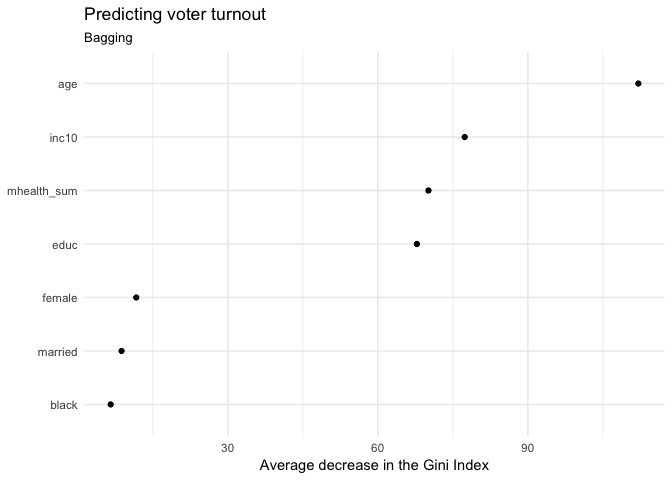 Predicting voter turnout
Bagging
age
inc10
mhealth_sum
educ
female
married
black
30 60 90
Average decrease in the Gini Index